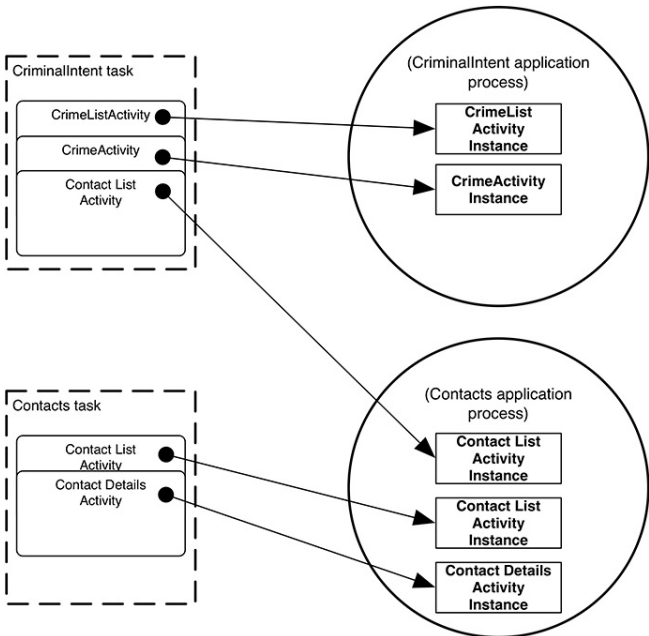 CriminalIntent task
CrimeListActivity
CrimeActivity
Contact List
Activity
(CriminalIntent application
process)
CrimeList
Activity
Instance
CrimeActivity
Instance
Contacts task
Contact List
Activity
Contact Details
Activity
(Contacts application
process)
Contact List
Activity
Instance
Contact List
Activity
Instance
Contact Details
Activity
Instance